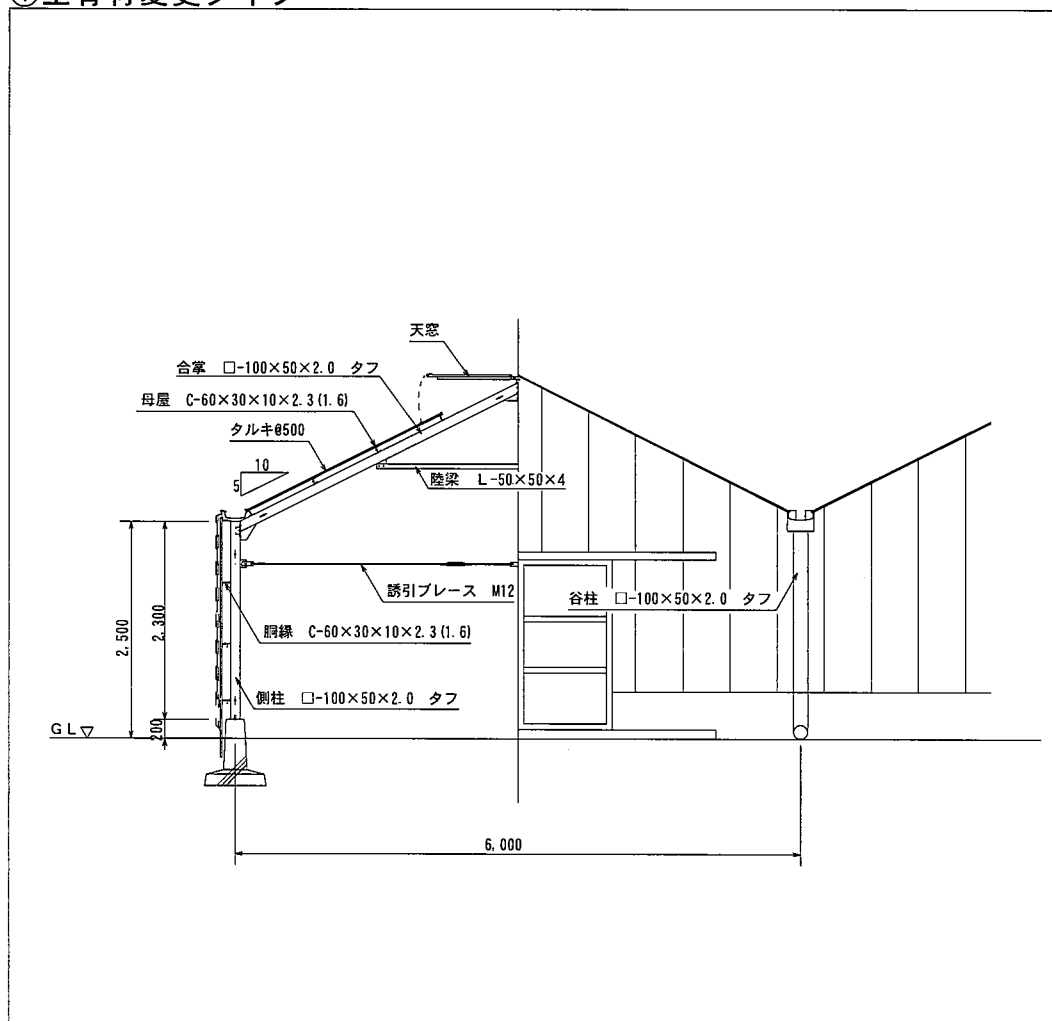 天窓
合掌 □-100×50×2.0 タフ
母屋 C-60×30×10×2.3(1.6)
タルキ@500
10
5
陸梁 L-50×50×4
誘引ブレース M12
谷柱 □-100×50×2.0 タフ
胴縁 C-60×30×10×2.3(1.6)
側柱 □-100×50×2.0 タフ
2,500
2,300
200
GL▽
6,000